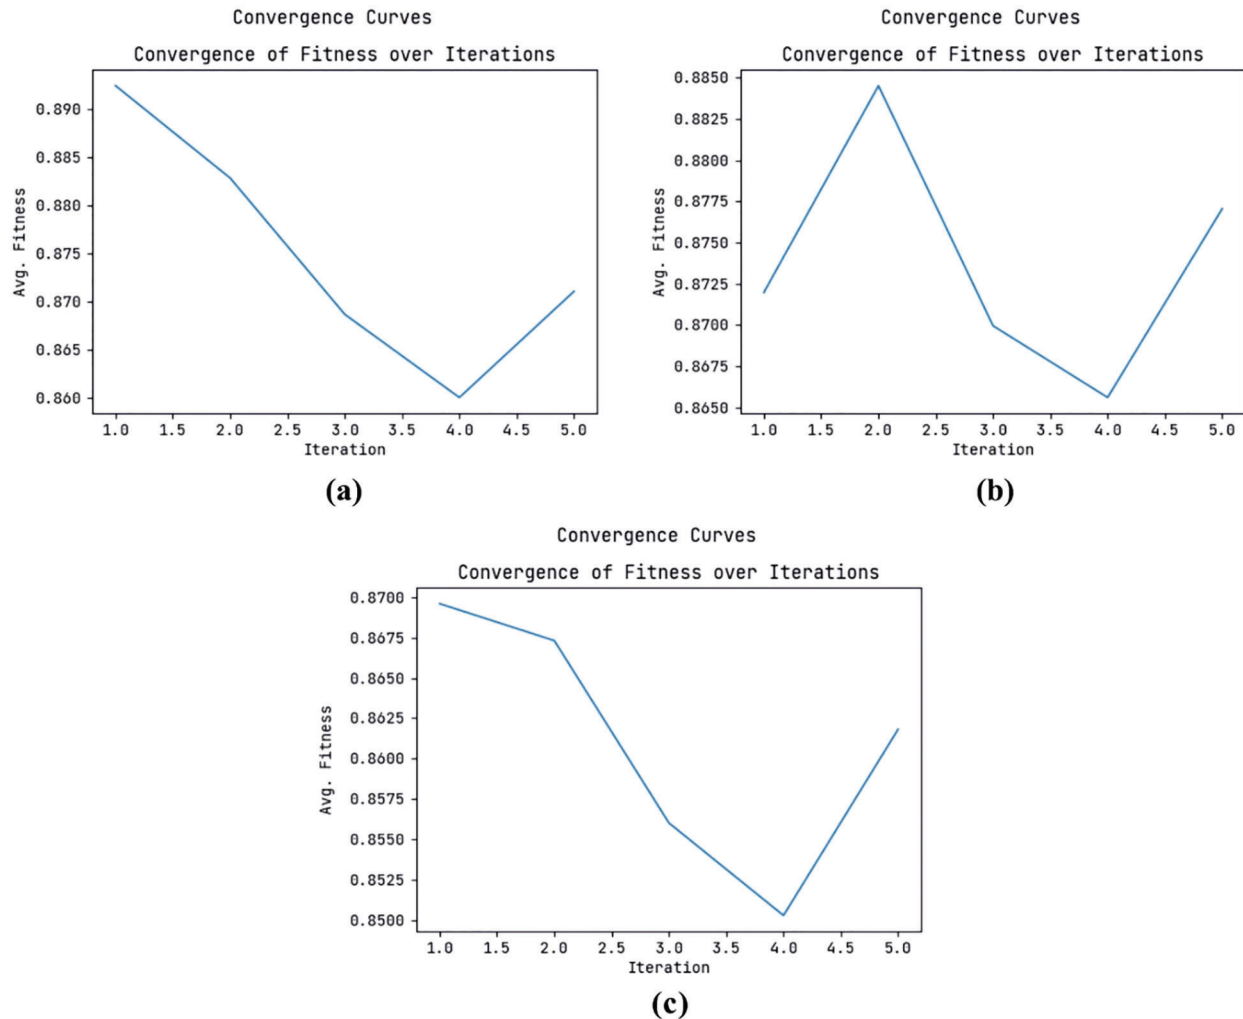 Convergence Curves
Convergence of Fitness over Iterations
0.890
0.885
0.880
0.875
0.870
0.865
0.860
Avg. Fitness
1.0 1.5 2.0 2.5 3.0 3.5 4.0 4.5 5.0
Iteration
(a)
Convergence Curves
Convergence of Fitness over Iterations
0.8850
0.8825
0.8800
0.8775
0.8750
0.8725
0.8700
0.8675
0.8650
Avg. Fitness
1.0 1.5 2.0 2.5 3.0 3.5 4.0 4.5 5.0
Iteration
(b)
Convergence Curves
Convergence of Fitness over Iterations
0.8700
0.8675
0.8650
0.8625
0.8600
0.8575
0.8550
0.8525
0.8500
Avg. Fitness
1.0 1.5 2.0 2.5 3.0 3.5 4.0 4.5 5.0
Iteration
(c)